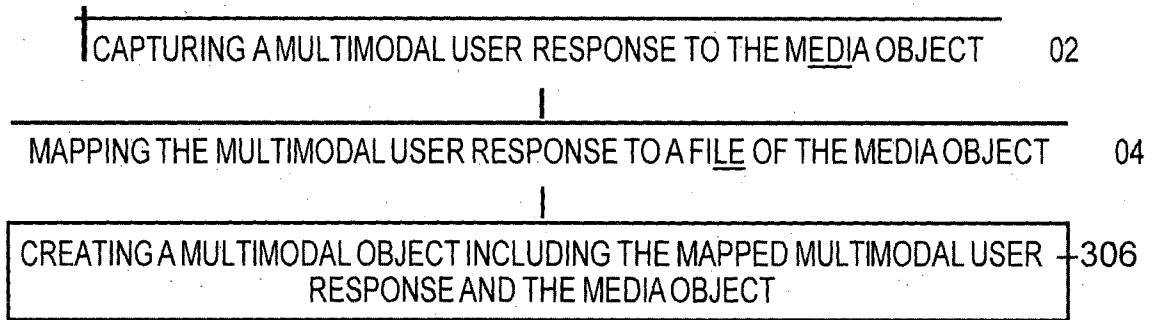 CAPTURING A MULTIMODAL USER RESPONSE TO THE MEDIA OBJECT 02
MAPPING THE MULTIMODAL USER RESPONSE TO A FILE OF THE MEDIA OBJECT 04
CREATING A MULTIMODAL OBJECT INCLUDING THE MAPPED MULTIMODAL USER 306
RESPONSE AND THE MEDIA OBJECT